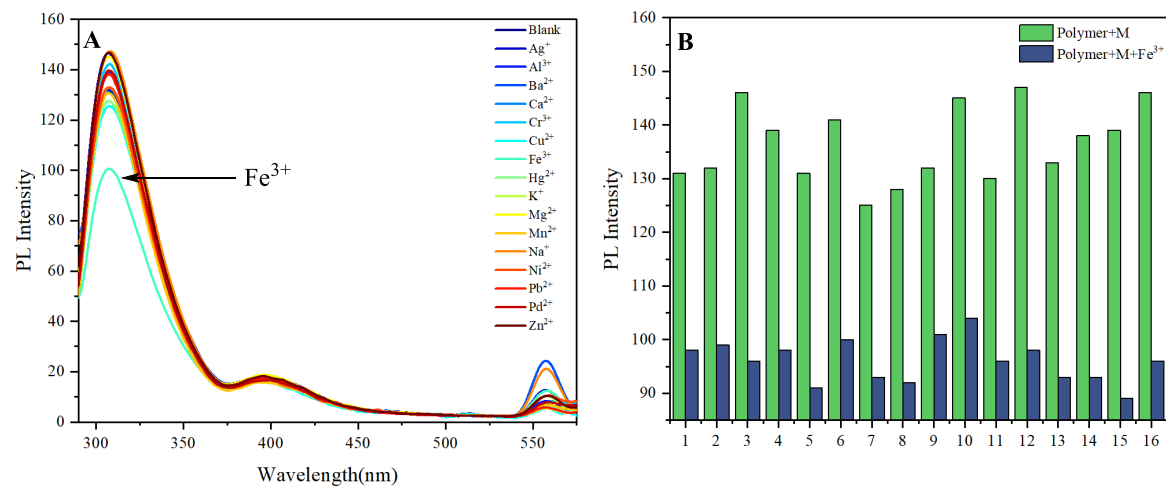 A
160
140
120
100
80
60
40
20
0
PL Intensity
300
350
400
450
500
550
Wavelength(nm)
Fe³⁺
Blank
Ag⁺
Al³⁺
Ba²⁺
Ca²⁺
Cr³⁺
Cu²⁺
Fe³⁺
Hg²⁺
K⁺
Mg²⁺
Mn²⁺
Na⁺
Ni²⁺
Pb²⁺
Pd²⁺
Zn²⁺
B
Polymer+M
Polymer+M+Fe³⁺
160
150
140
130
120
110
100
90
PL Intensity
1 2 3 4 5 6 7 8 9 10 11 12 13 14 15 16